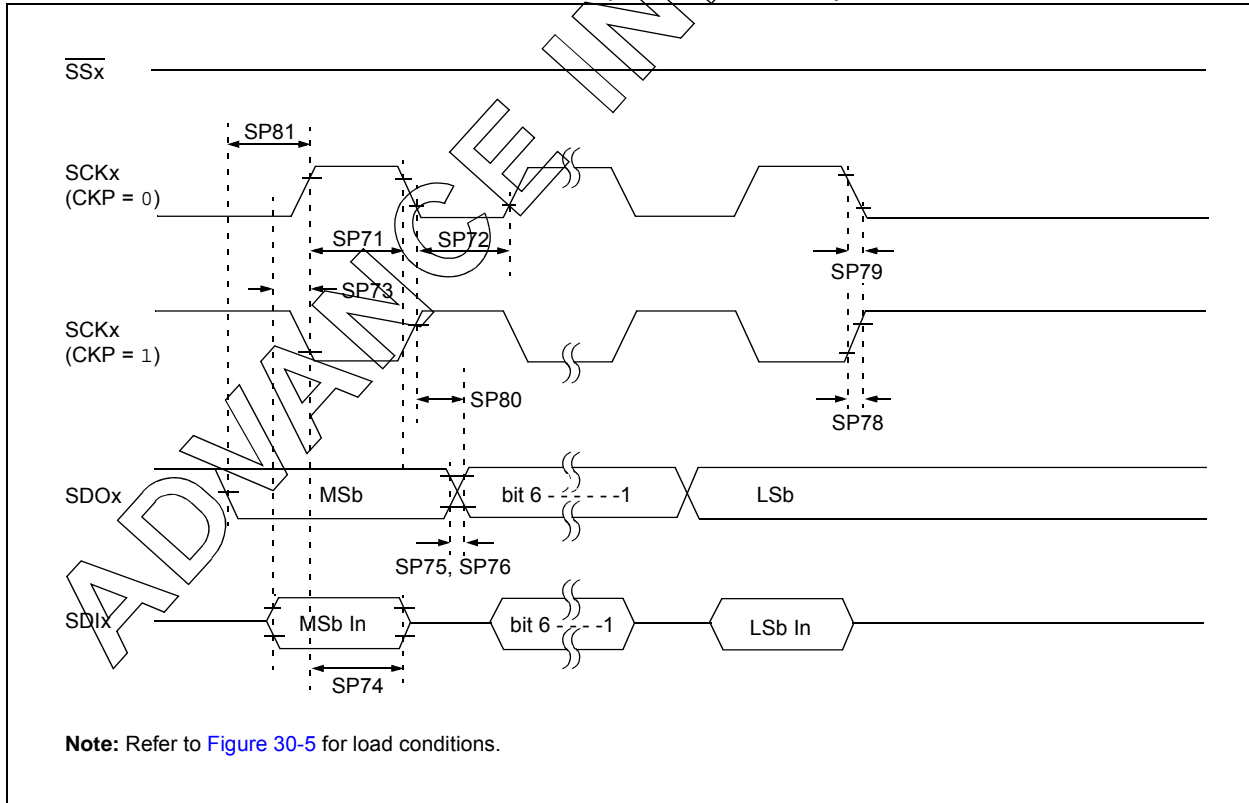 SSx
SP81
SCKx
(CKP = 0)
SP71
SP72
SP79
SP73
SCKx
(CKP = 1)
SP80
SP78
SDOx
MSb
bit 6 - - - - - -1
LSb
SP75, SP76
SDIx
MSb In
bit 6 - - - -1
LSb In
SP74
Note: Refer to Figure 30-5 for load conditions.
ADVANCE IN